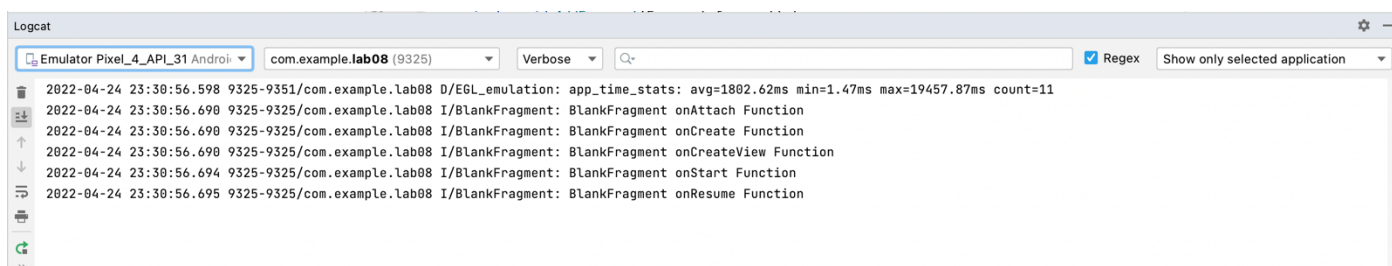 Logcat
Emulator Pixel_4_API_31 Androi com.example.lab08 (9325) Verbose Regex Show only selected application
2022-04-24 23:30:56.598 9325-9351/com.example.lab08 D/EGL_emulation: app_time_stats: avg=1802.62ms min=1.47ms max=19457.87ms count=11
2022-04-24 23:30:56.690 9325-9325/com.example.lab08 I/BlankFragment: BlankFragment onAttach Function
2022-04-24 23:30:56.690 9325-9325/com.example.lab08 I/BlankFragment: BlankFragment onCreate Function
2022-04-24 23:30:56.690 9325-9325/com.example.lab08 I/BlankFragment: BlankFragment onCreateView Function
2022-04-24 23:30:56.694 9325-9325/com.example.lab08 I/BlankFragment: BlankFragment onStart Function
2022-04-24 23:30:56.695 9325-9325/com.example.lab08 I/BlankFragment: BlankFragment onResume Function